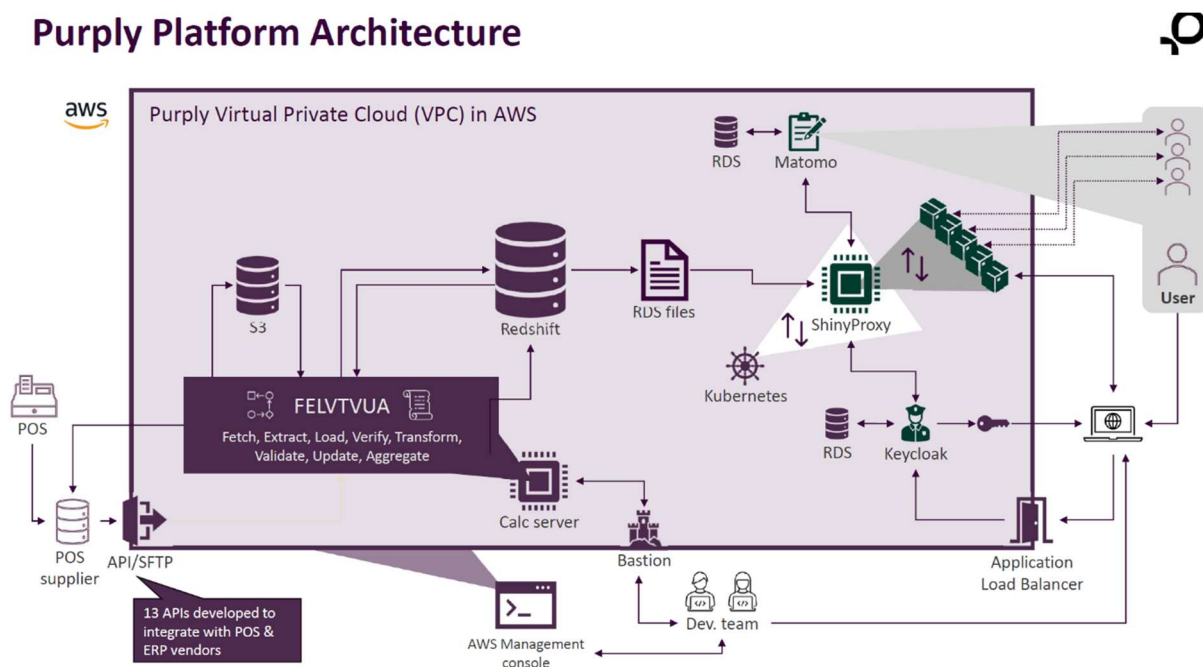 Purply Platform Architecture
aws
Purply Virtual Private Cloud (VPC) in AWS
RDS
Matomo
S3
Redshift
RDS files
ShinyProxy
User
Kubernetes
POS
FELVTVUA
Fetch, Extract, Load, Verify, Transform,
Validate, Update, Aggregate
RDS
Keycloak
Calc server
POS
supplier
API/SFTP
Bastion
Application
Load Balancer
13 APIs developed to
integrate with POS &
ERP vendors
AWS Management
console
Dev. team